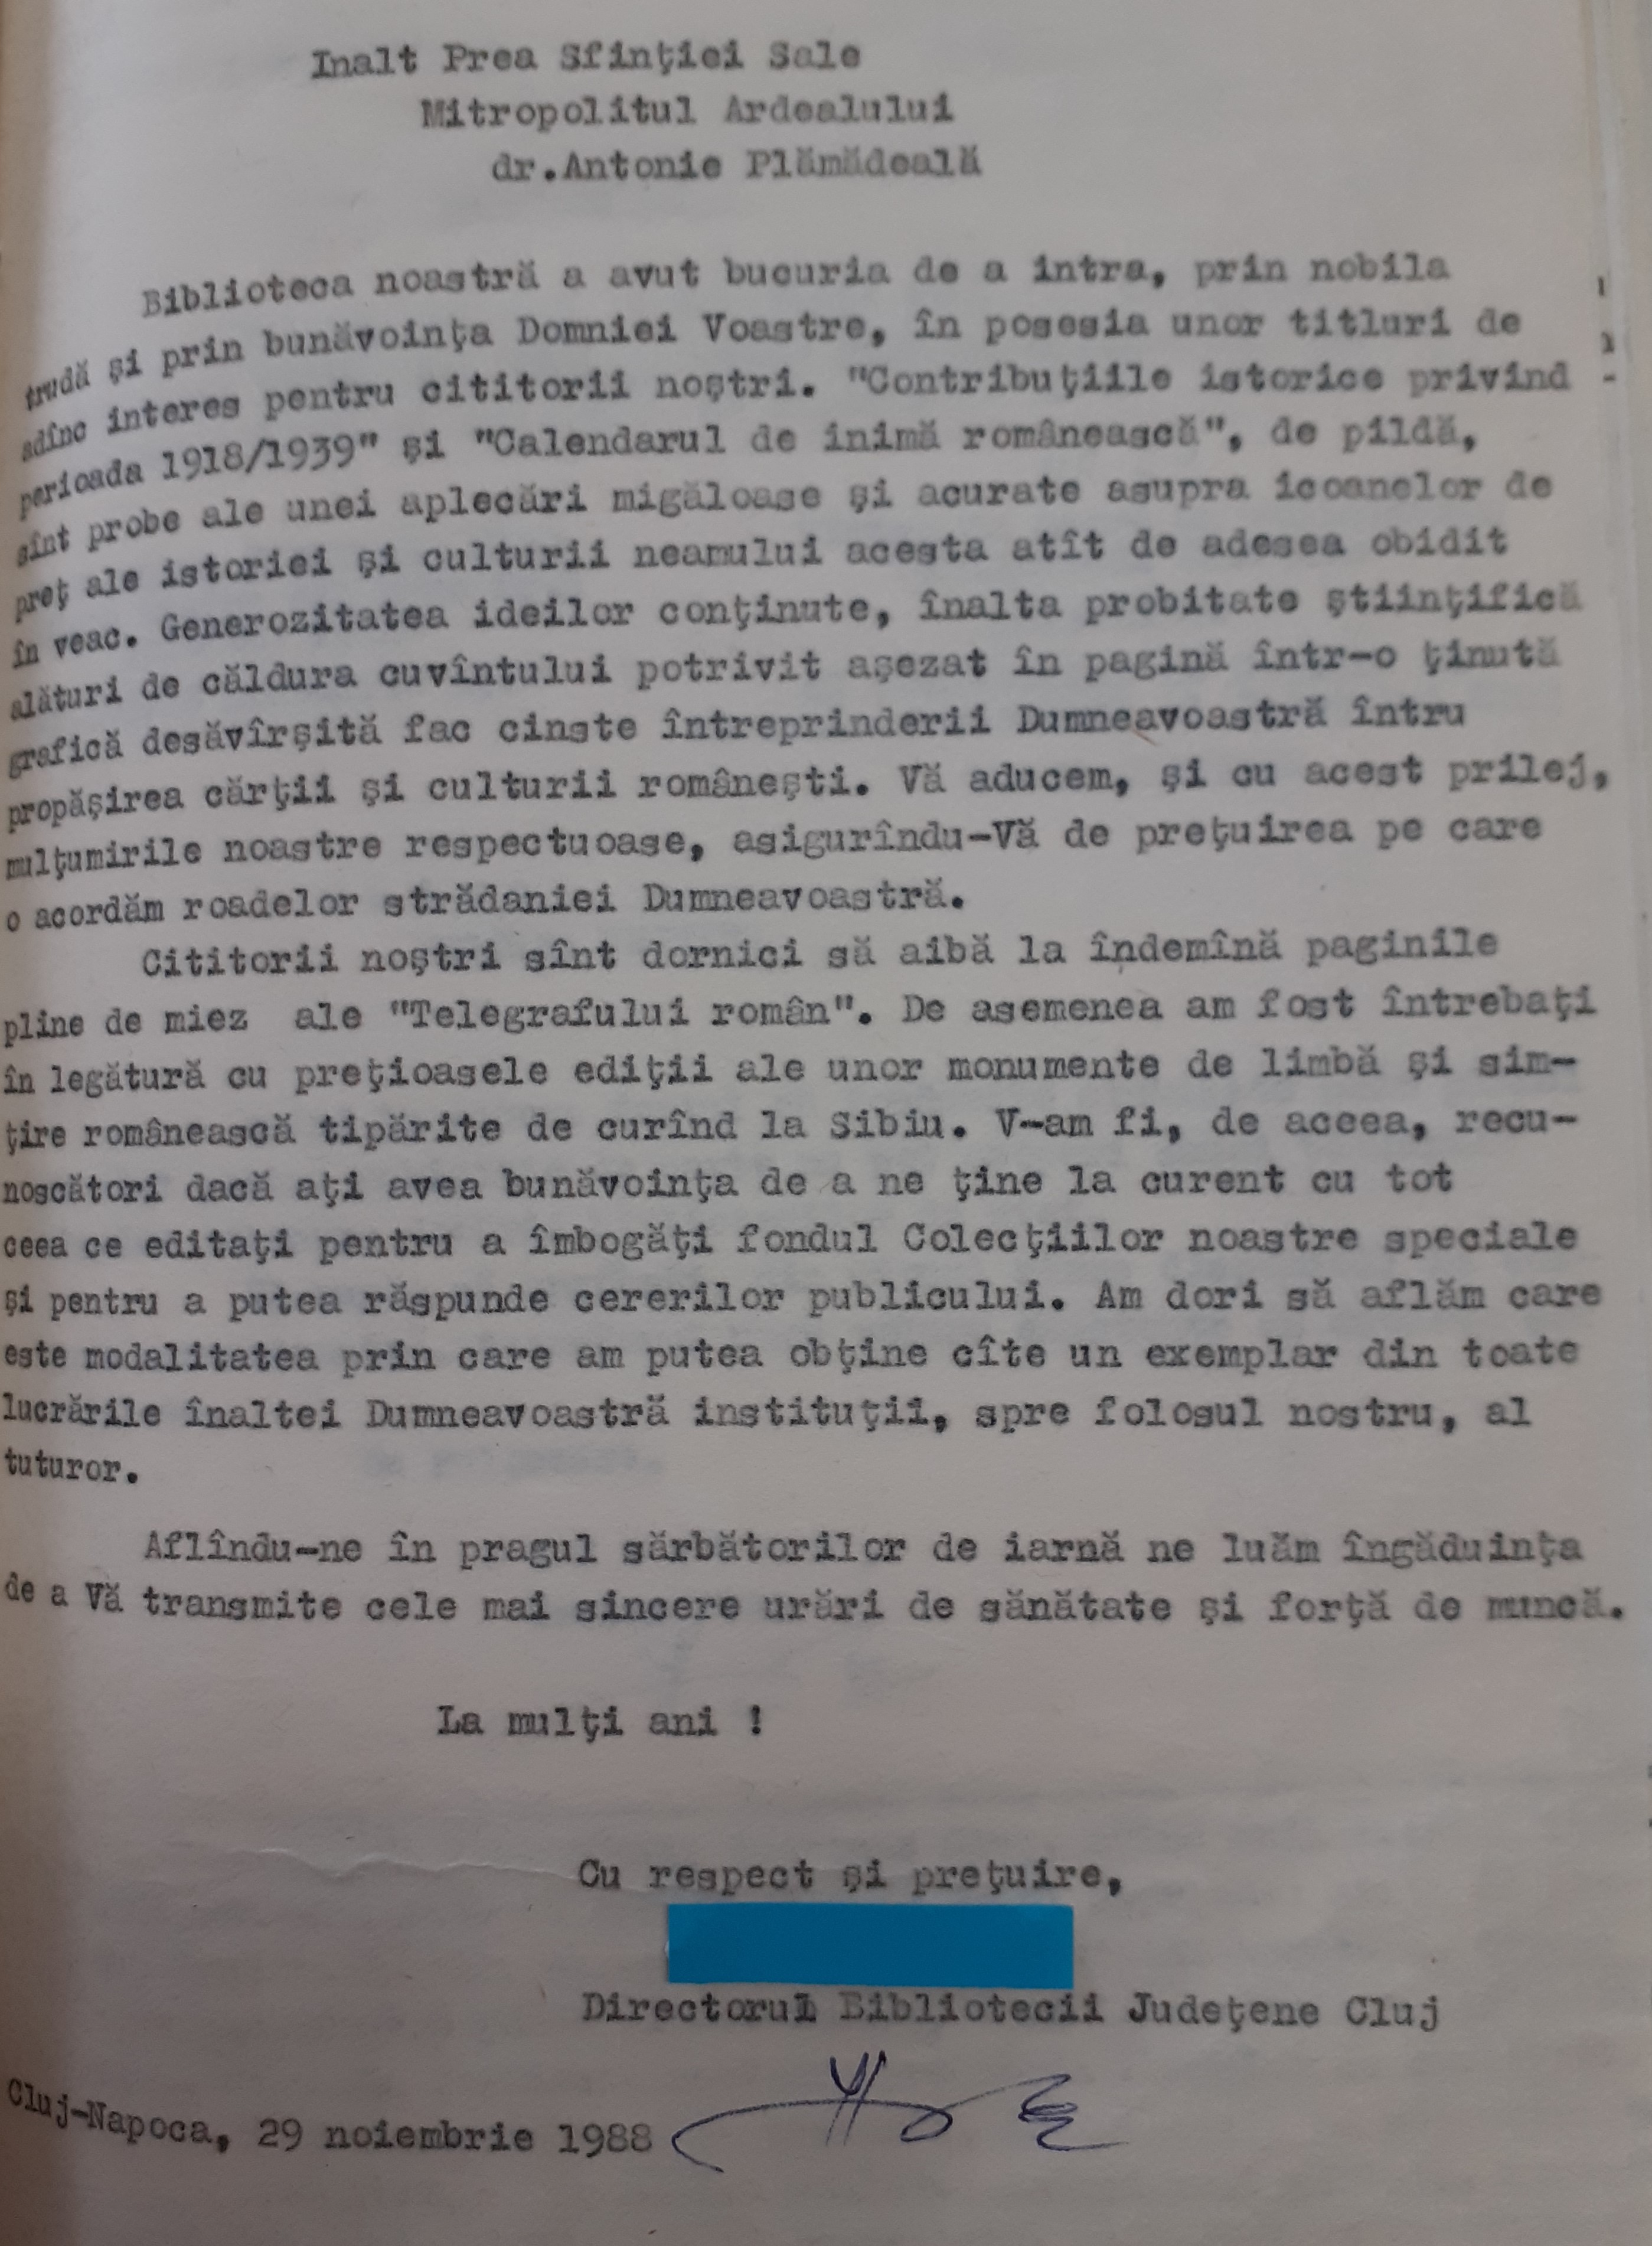 Inalt Prea Sfinţiei Sale
Mitropolitul Ardealului
dr.Antonie Plămădeală
Biblioteca noastră a avut bucuria de a intra, prin nobila
trudă şi prin bunăvoinţa Domniei Voastre, în posesia unor titluri de
adînc interes pentru cititorii noştri. "Contribuţiile istorice privind
perioada 1918/1939" şi "Calendarul de inimă românească", de pildă,
sînt probe ale unei aplecări migăloase şi acurate asupra icoanelor de
preţ ale istoriei şi culturii neamului acesta atît de adesea obidit
în veac. Generozitatea ideilor conţinute, înalta probitate ştiinţifică
alături de căldura cuvîntului potrivit aşezat în pagină într-o ţinută
grafică desăvîrşită fac cinste întreprinderii Dumneavoastră întru
propăşirea cărţii şi culturii româneşti. Vă aducem, şi cu acest prilej,
mulţumirile noastre respectuoase, asigurîndu-Vă de preţuirea pe care
o acordăm roadelor strădaniei Dumneavoastră.
Cititorii noştri sînt dornici să aibă la îndemînă paginile
pline de miez ale "Telegrafului român". De asemenea am fost întrebaţi
în legătură cu preţioasele ediţii ale unor monumente de limbă şi sim-
ţire românească tipărite de curînd la Sibiu. V-am fi, de aceea, recu-
noscători dacă aţi avea bunăvoinţa de a ne ţine la curent cu tot
ceea ce editaţi pentru a îmbogăţi fondul Colecţiilor noastre speciale
şi pentru a putea răspunde cererilor publicului. Am dori să aflăm care
este modalitatea prin care am putea obţine cîte un exemplar din toate
lucrările înaltei Dumneavoastră instituţii, spre folosul nostru, al
tuturor.
Aflîndu-ne în pragul sărbătorilor de iarnă ne luăm îngăduinţa
de a Vă transmite cele mai sincere urări de sănătate şi forţă de muncă.
La mulţi ani !
Cu respect şi preţuire,
Directorul Bibliotecii Judeţene Cluj
Cluj-Napoca, 29 noiembrie 1988